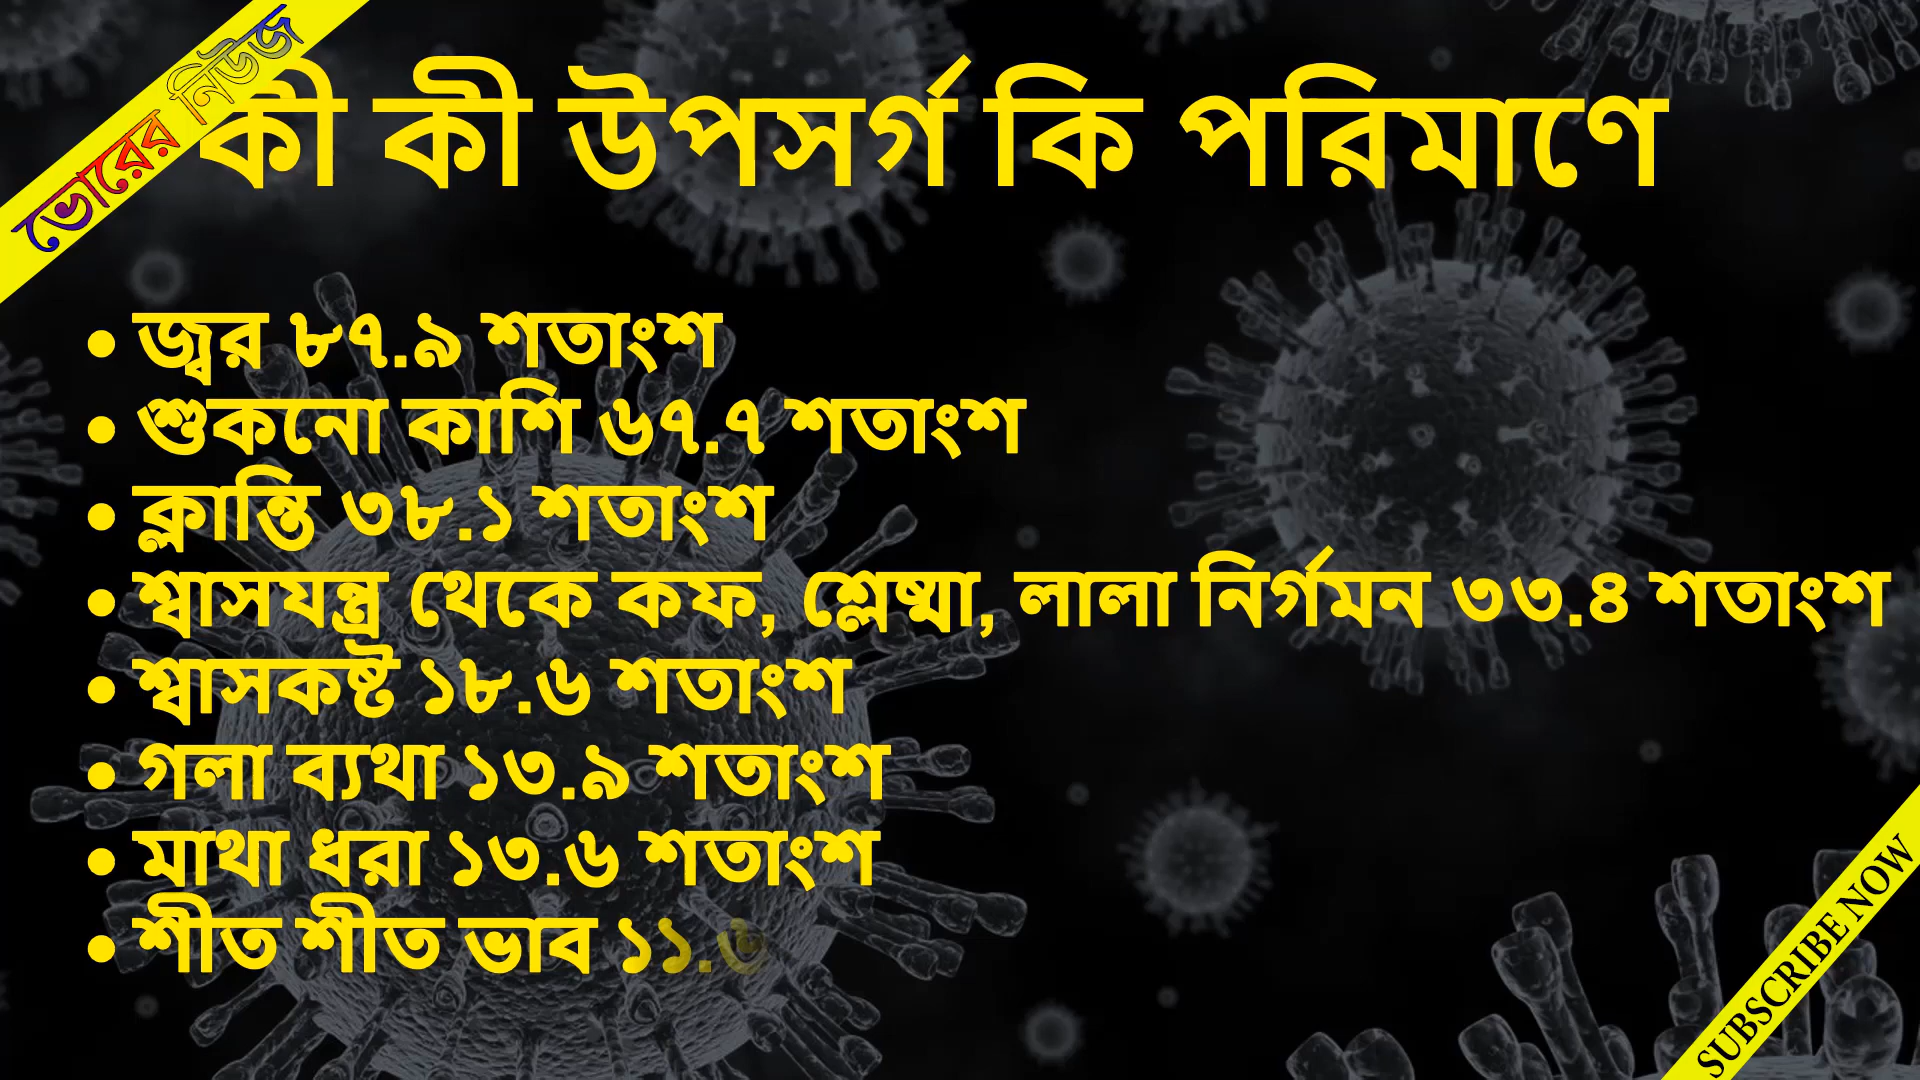 ভোরের নিউজ
কী কী উপসর্গ কি পরিমাণে
• জ্বর ৮৭.৯ শতাংশ
• শুকনো কাশি ৬৭.৭ শতাংশ
• ক্লান্তি ৩৮.১ শতাংশ
• শ্বাসযন্ত্র থেকে কফ, শ্লেষ্মা, লালা নির্গমন ৩৩.৪ শতাংশ
• শ্বাসকষ্ট ১৮.৬ শতাংশ
• গলা ব্যথা ১৩.৯ শতাংশ
• মাথা ধরা ১৩.৬ শতাংশ
• শীত শীত ভাব ১১.৬
SUBSCRIBE NOW